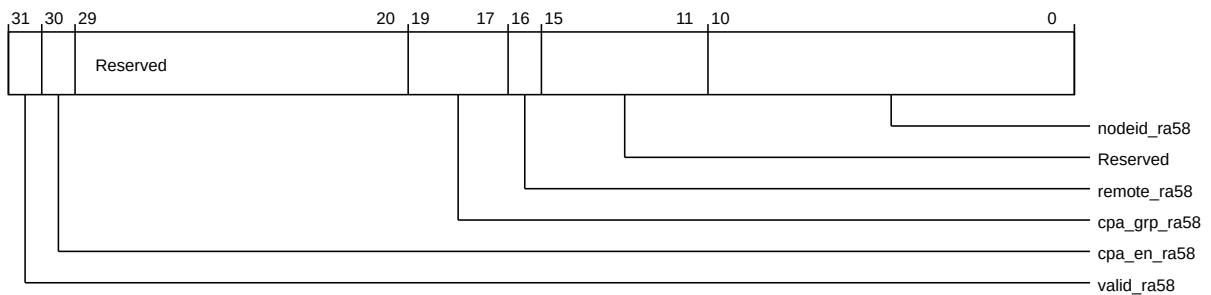 31 30 29 20 19 17 16 15 11 10 0
Reserved
nodeid_ra58
Reserved
remote_ra58
cpa_grp_ra58
cpa_en_ra58
valid_ra58